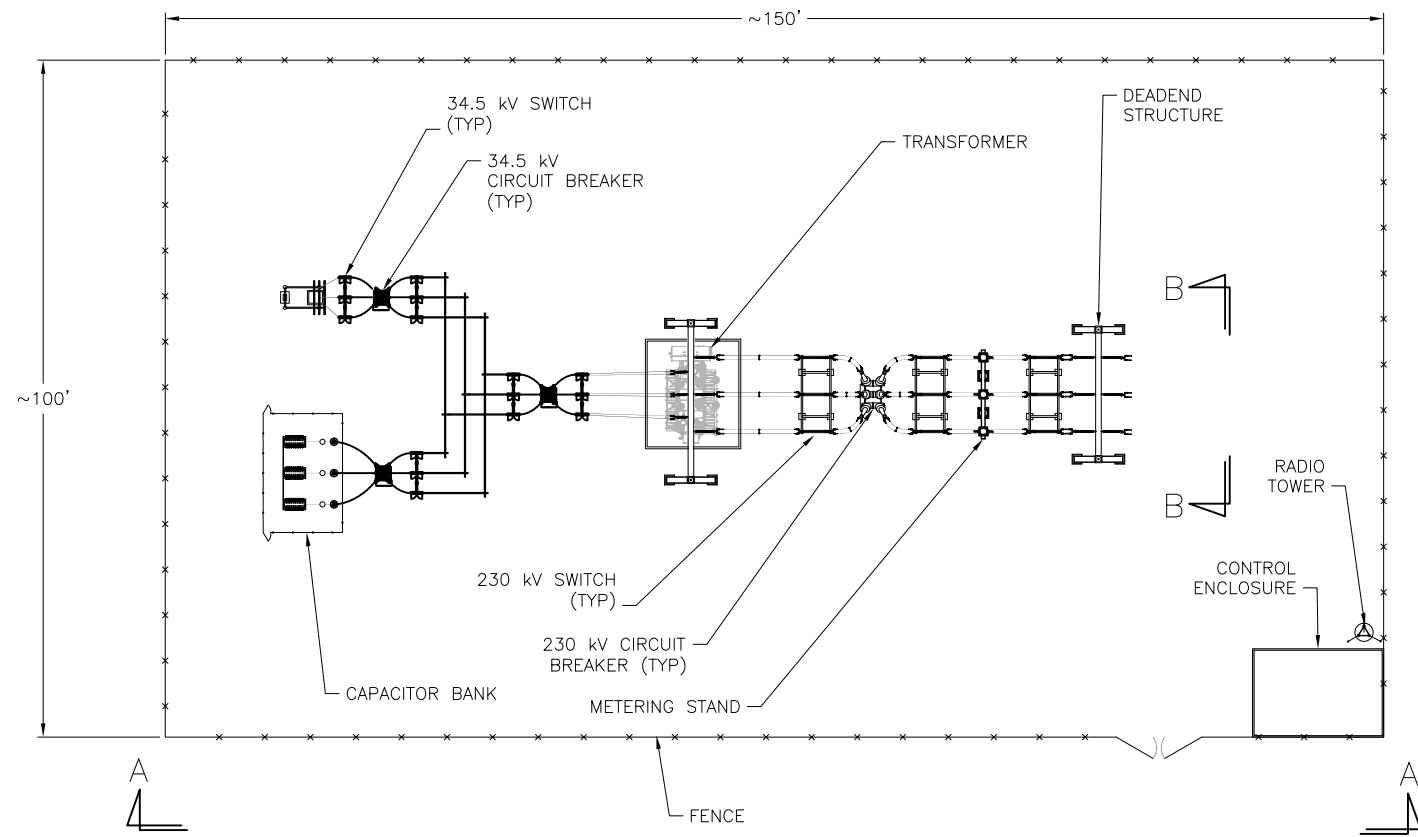 ~150'
34.5 kV SWITCH
(TYP)
34.5 kV
CIRCUIT BREAKER
(TYP)
TRANSFORMER
DEADEND
STRUCTURE
~100'
B
B
RADIO
TOWER
CONTROL
ENCLOSURE
230 kV SWITCH
(TYP)
230 kV CIRCUIT
BREAKER (TYP)
CAPACITOR BANK
METERING STAND
A
A
FENCE